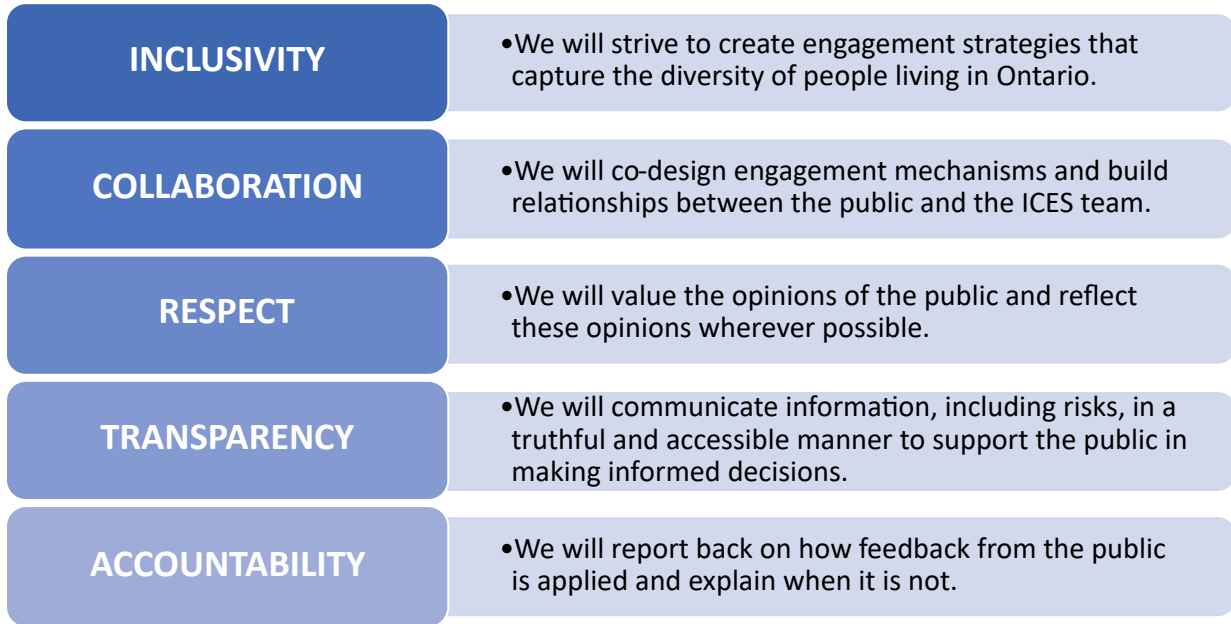 INCLUSIVITY
•We will strive to create engagement strategies that
capture the diversity of people living in Ontario.
COLLABORATION
•We will co-design engagement mechanisms and build
relationships between the public and the ICES team.
RESPECT
•We will value the opinions of the public and reflect
these opinions wherever possible.
TRANSPARENCY
•We will communicate information, including risks, in a
truthful and accessible manner to support the public in
making informed decisions.
ACCOUNTABILITY
•We will report back on how feedback from the public
is applied and explain when it is not.